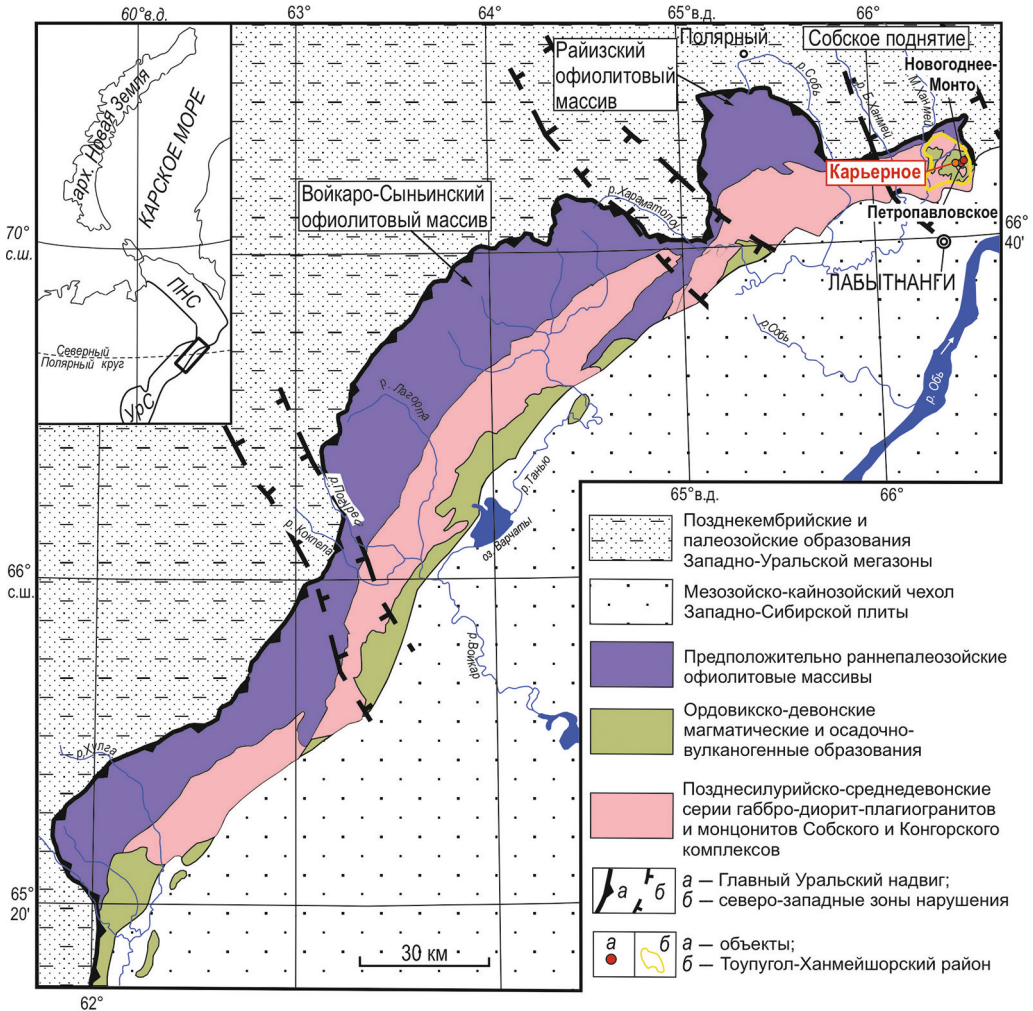 60°в.д.
63°
64°
65°в.д.
66°
арх. Новая Земля
КАРСКОЕ МОРЕ
ПНС
Северный
Полярный круг
УрС
70°
с.ш.
Райизский
офиолитовый
массив
Полярный
Собское поднятие
Новогоднее-
Монто
р.Собь
р. Б.Ханмей
М.Ханмей
Карьерное
Петропавловское
Войкаро-Сыньинский
офиолитовый массив
66°
40'
ЛАБЫТНАНГИ
р.Собь
р. Обь
р. Лагорта
р.Танью
оз. Варчаты
р.Погурей
р. Кокпела
66°
с.ш.
р.Войкар
р.Хулга
65°
20'
62°
30 км
65°в.д.
66°
Позднекембрийские и
палеозойские образования
Западно-Уральской мегазоны
Мезозойско-кайнозойский чехол
Западно-Сибирской плиты
Предположительно раннепалеозойские
офиолитовые массивы
Ордовикско-девонские
магматические и осадочно-
вулканогенные образования
Позднесилурийско-среднедевонские
серии габбро-диорит-плагиогранитов
и монцонитов Собского и Конгорского
комплексов
а б
а — Главный Уральский надвиг;
б — северо-западные зоны нарушения
а б
а — объекты;
б — Тоупугол-Ханмейшорский район